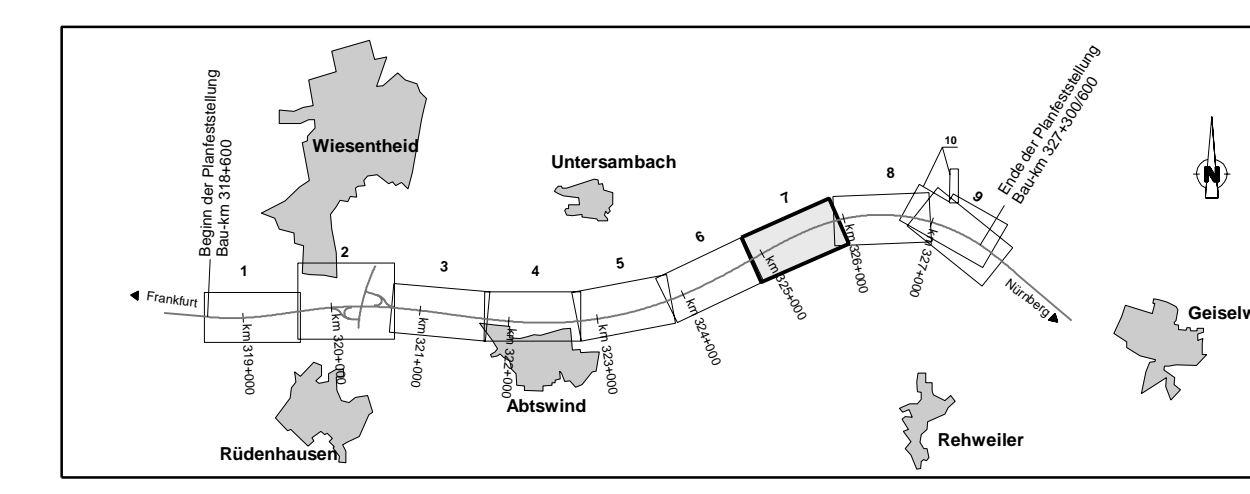 Beginn der Planfeststellung
Bau-km 318+600
Wiesentheid
Untersambach
Ende der Planfeststellung
Bau-km 327+300/600
N
1
2
3
4
5
6
7
8
9
10
Frankfurt
Nürnberg
km 319+000
km 320+000
km 321+000
km 322+000
km 323+000
km 324+000
km 325+000
km 326+000
km 327+000
Geiselw
Abtswind
Rüdenhausen
Rehweiler